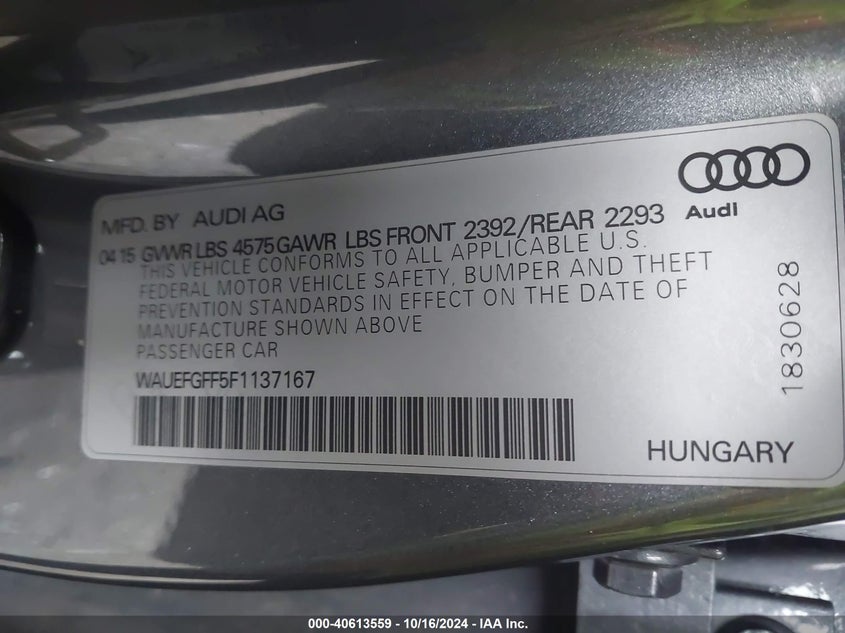 MFD. BY AUDI AG
04 15 GVWR LBS 4575 GAWR LBS FRONT 2392/REAR 2293
THIS VEHICLE CONFORMS TO ALL APPLICABLE U.S.
FEDERAL MOTOR VEHICLE SAFETY, BUMPER AND THEFT
PREVENTION STANDARDS IN EFFECT ON THE DATE OF
MANUFACTURE SHOWN ABOVE
PASSENGER CAR
WAUEFGFF5F1137167
Audi
1830628
HUNGARY
000-40613559 - 10/16/2024 - IAA Inc.